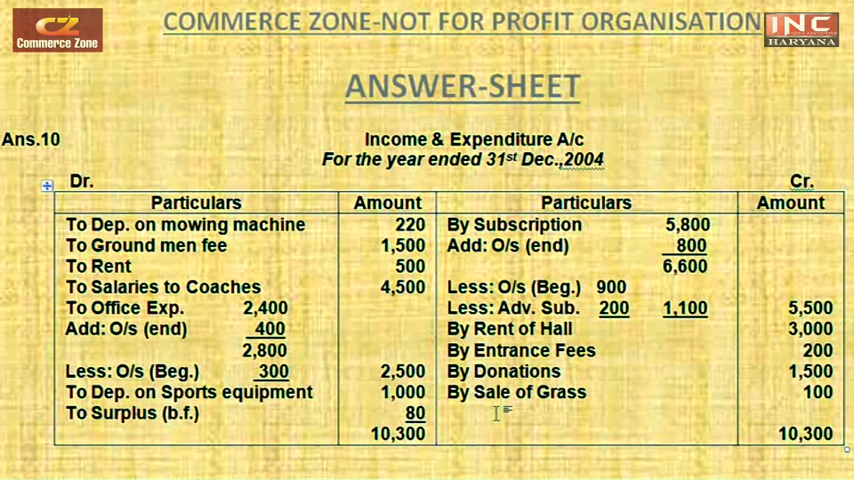 CZ
Commerce Zone
COMMERCE ZONE-NOT FOR PROFIT ORGANISATION
INC
HARYANA
ANSWER-SHEET
Ans.10
Income & Expenditure A/c
For the year ended 31st Dec.,2004
Dr.
Cr.
Particulars Amount Particulars Amount
To Dep. on mowing machine 220 By Subscription 5,800
To Ground men fee 1,500 Add: O/s (end) 800
To Rent 500 6,600
To Salaries to Coaches 4,500 Less: O/s (Beg.) 900
To Office Exp. 2,400 Less: Adv. Sub. 200 1,100 5,500
Add: O/s (end) 400 By Rent of Hall 3,000
2,800 By Entrance Fees 200
Less: O/s (Beg.) 300 2,500 By Donations 1,500
To Dep. on Sports equipment 1,000 By Sale of Grass 100
To Surplus (b.f.) 80
10,300 10,300